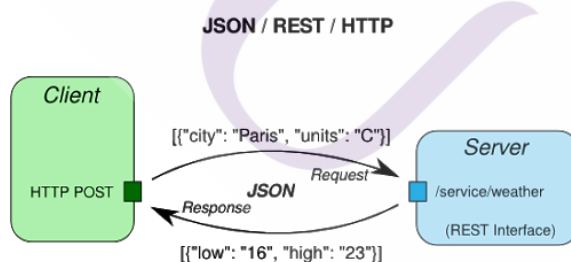 JSON / REST / HTTP
Client
[{"city": "Paris", "units": "C"}]
Server
Request
HTTP POST
JSON
/service/weather
Response
(REST Interface)
[{"low": "16", "high": "23"}]